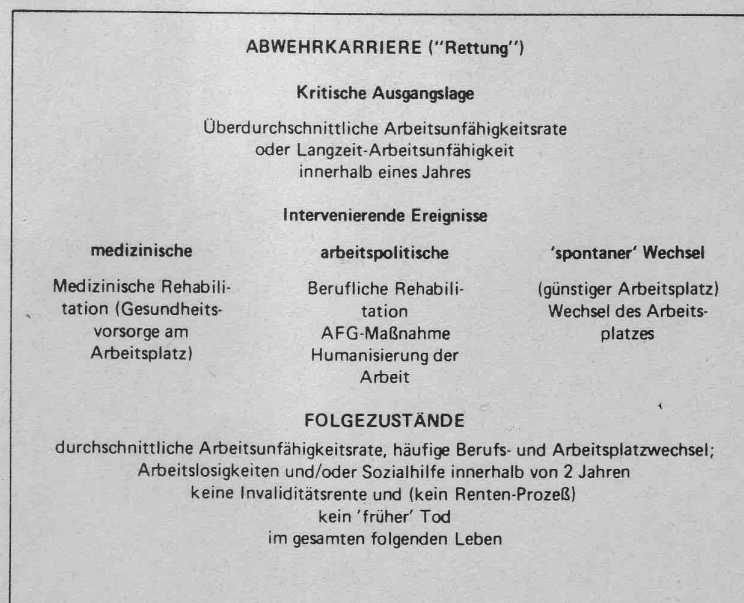 ABWEHRKARRIERE ("Rettung")
Kritische Ausgangslage
Überdurchschnittliche Arbeitsunfähigkeitsrate
oder Langzeit-Arbeitsunfähigkeit
innerhalb eines Jahres
Intervenierende Ereignisse
medizinische
Medizinische Rehabili-
tation (Gesundheits-
vorsorge am
Arbeitsplatz)
arbeitspolitische
Berufliche Rehabili-
tation
AFG-Maßnahme
Humanisierung der
Arbeit
'spontaner' Wechsel
(günstiger Arbeitsplatz)
Wechsel des Arbeits-
platzes
FOLGEZUSTÄNDE
durchschnittliche Arbeitsunfähigkeitsrate, häufige Berufs- und Arbeitsplatzwechsel;
Arbeitslosigkeiten und/oder Sozialhilfe innerhalb von 2 Jahren
keine Invaliditätsrente und (kein Renten-Prozeß)
kein 'früher' Tod
im gesamten folgenden Leben